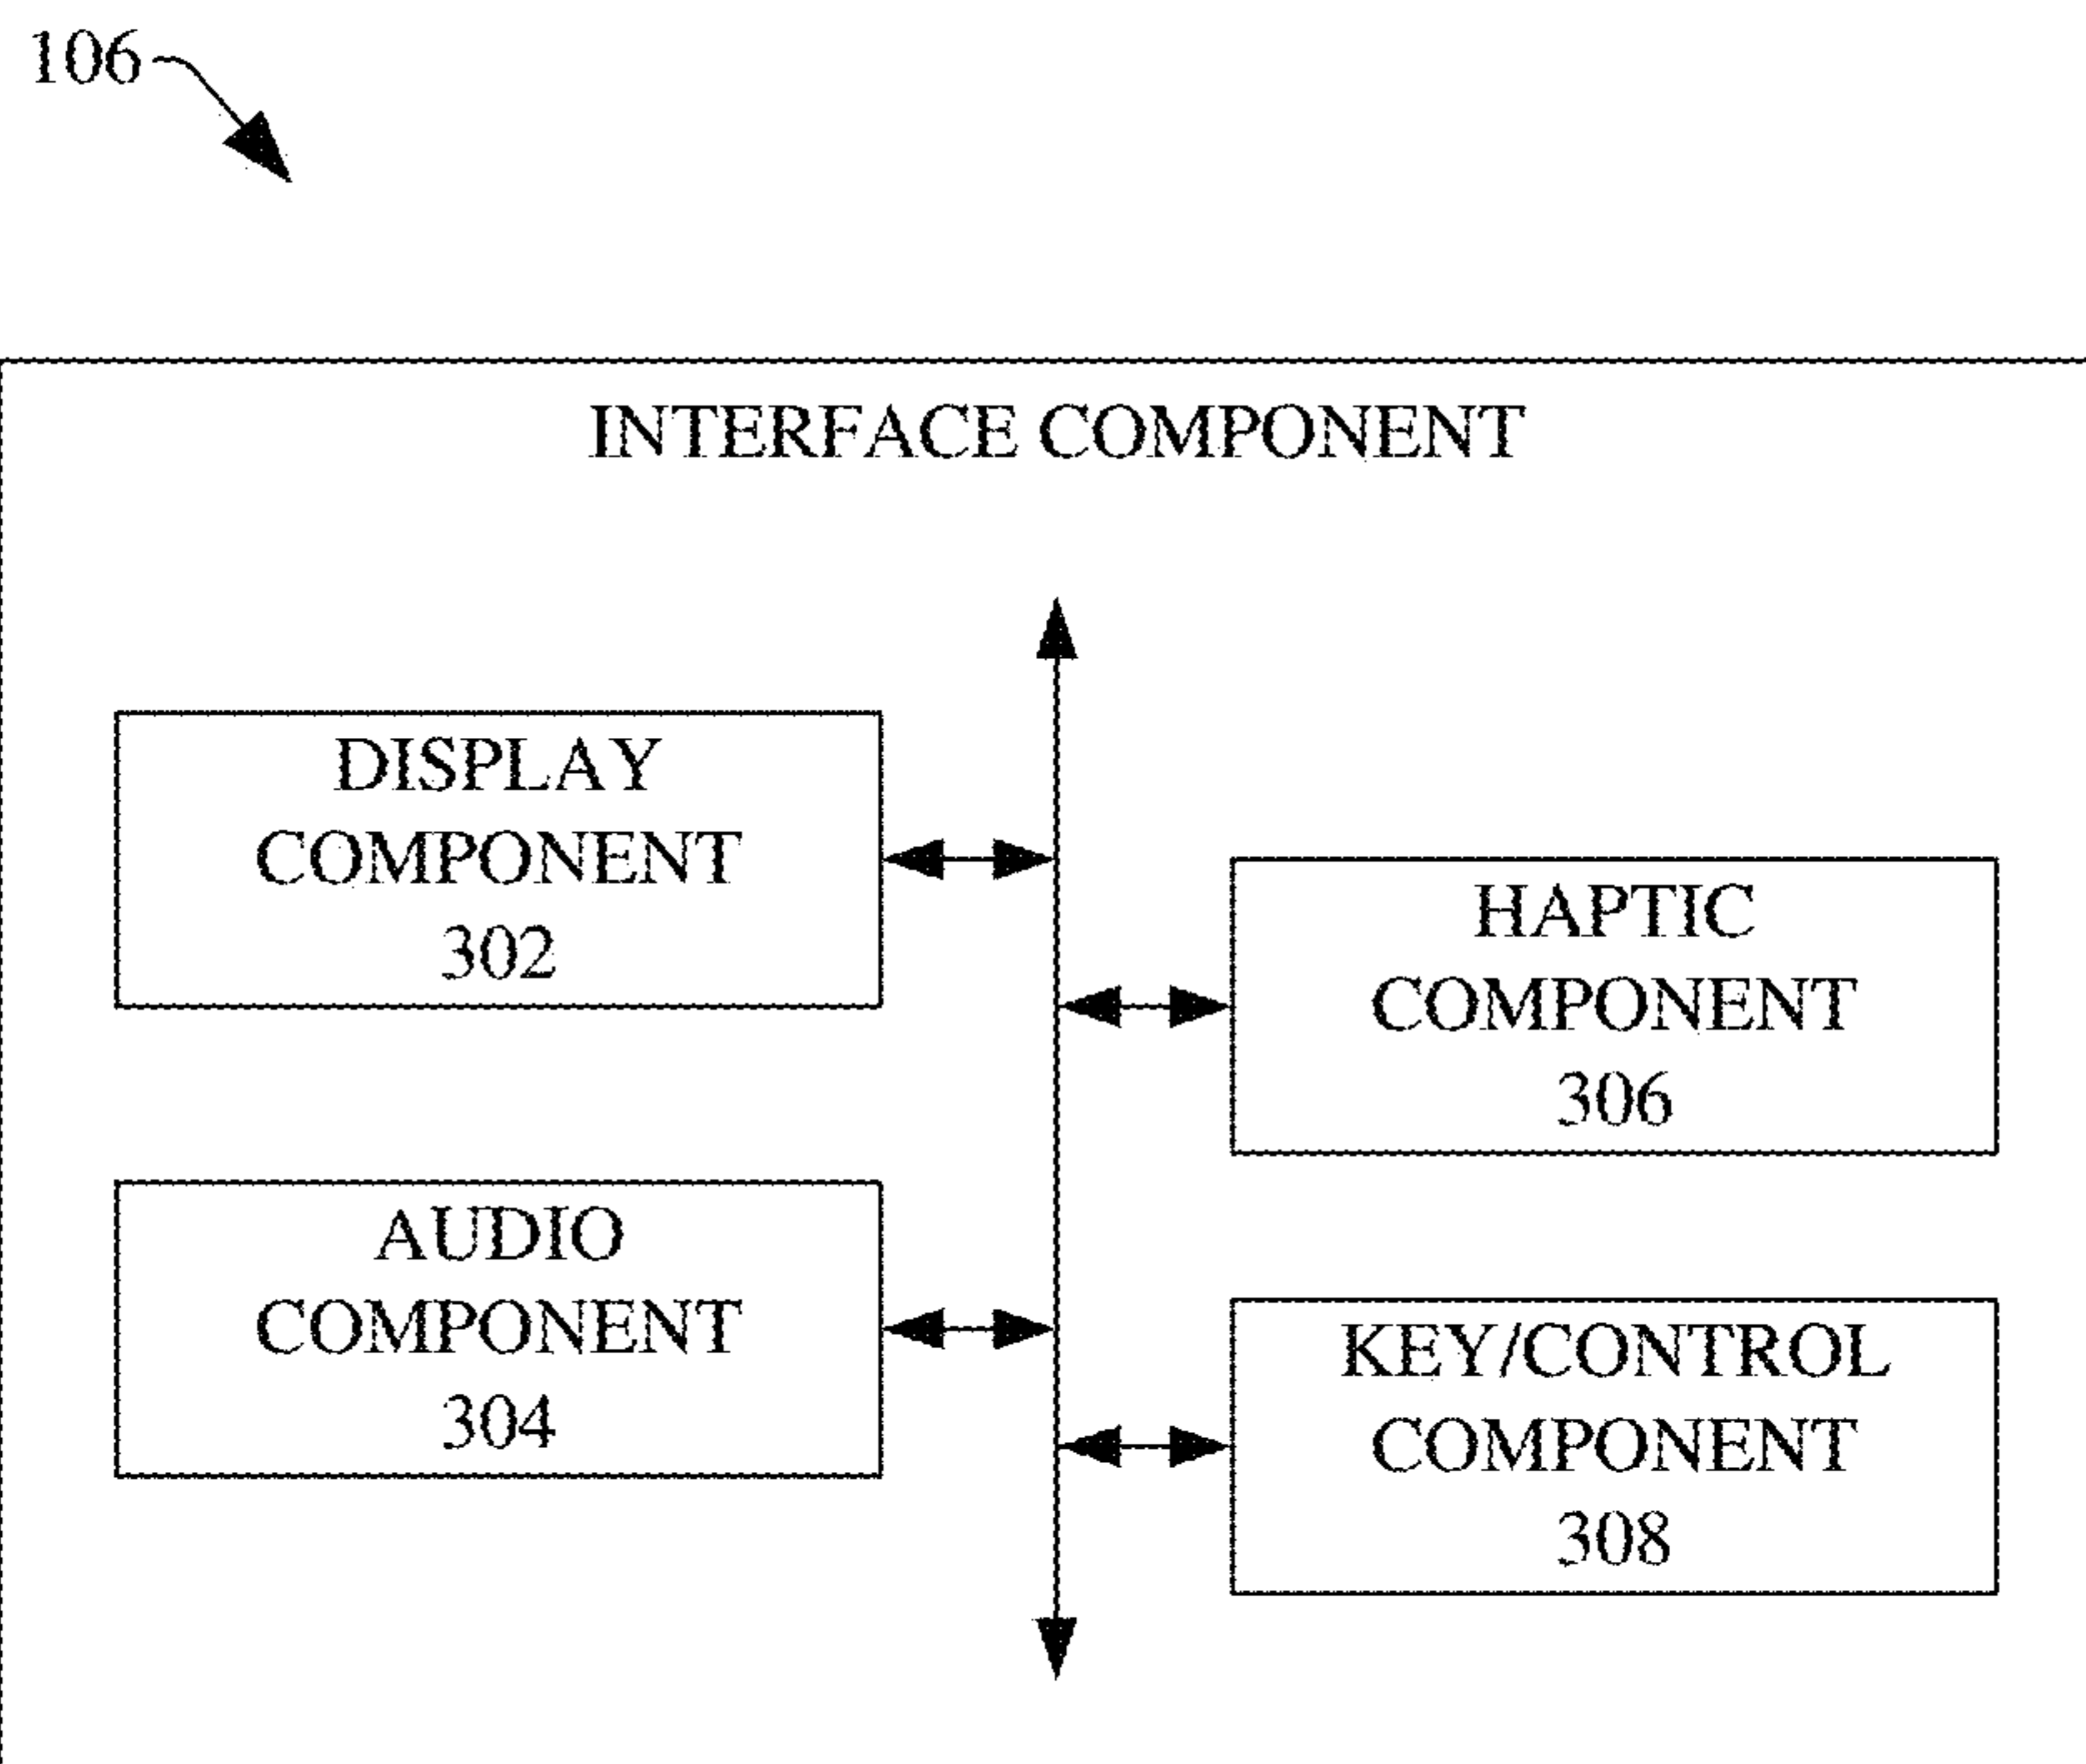 106
INTERFACE COMPONENT
DISPLAY
COMPONENT
302
HAPTIC
COMPONENT
306
AUDIO
COMPONENT
304
KEY/CONTROL
COMPONENT
308